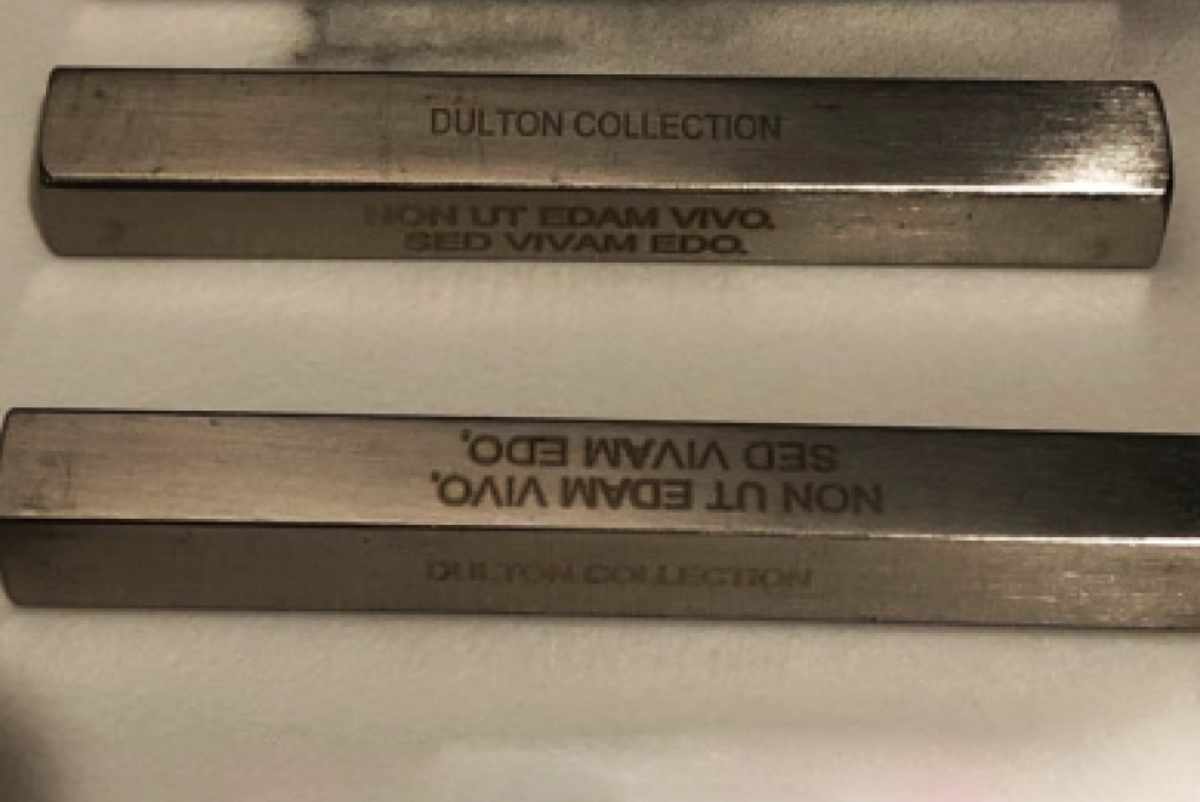 DULTON COLLECTION
NON UT EDAM VIVO.
SED VIVAM EDO.
NON UT EDAM VIVO,
SED VIVAM EDO,
DULTON COLLECTION